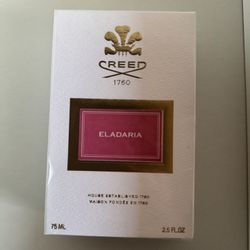 CREED
1760
ELADARIA
HOUSE ESTABLISHED 1760
MAISON FONDÉE EN 1760
75 ML 2.5 FL.OZ